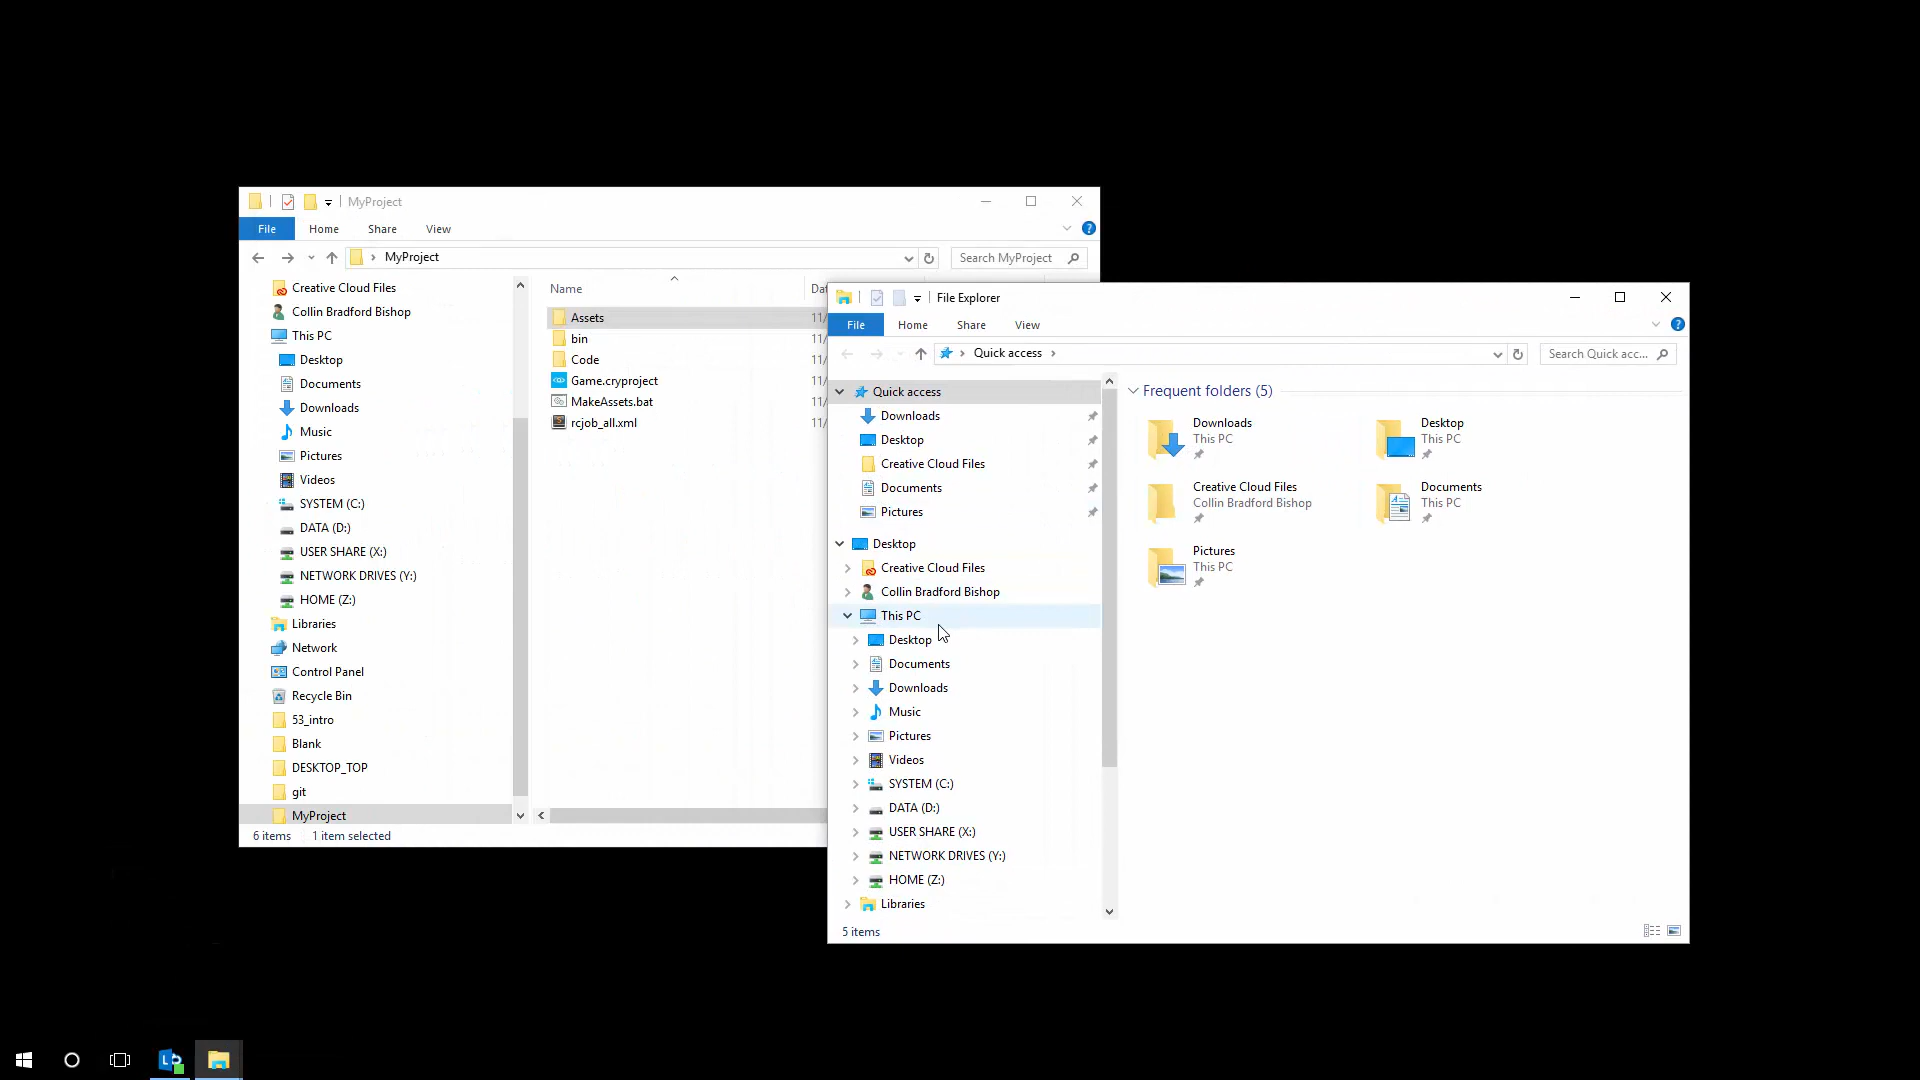 MyProject
File Home Share View
MyProject
Search MyProject
Creative Cloud Files
Collin Bradford Bishop
This PC
Desktop
Documents
Downloads
Music
Pictures
Videos
SYSTEM (C:)
DATA (D:)
USER SHARE (X:)
NETWORK DRIVES (Y:)
HOME (Z:)
Libraries
Network
Control Panel
Recycle Bin
53_intro
Blank
DESKTOP_TOP
git
MyProject
Name
Assets 11/
bin 11/
Code 11/
Game.cryproject 11/
MakeAssets.bat 11/
rcjob_all.xml 11/
6 items 1 item selected
File Explorer
File Home Share View
Quick access
Search Quick acc...
Quick access
Downloads
Desktop
Creative Cloud Files
Documents
Pictures
Desktop
Creative Cloud Files
Collin Bradford Bishop
This PC
Desktop
Documents
Downloads
Music
Pictures
Videos
SYSTEM (C:)
DATA (D:)
USER SHARE (X:)
NETWORK DRIVES (Y:)
HOME (Z:)
Libraries
Frequent folders (5)
Downloads
This PC
Desktop
This PC
Creative Cloud Files
Collin Bradford Bishop
Documents
This PC
Pictures
This PC
5 items